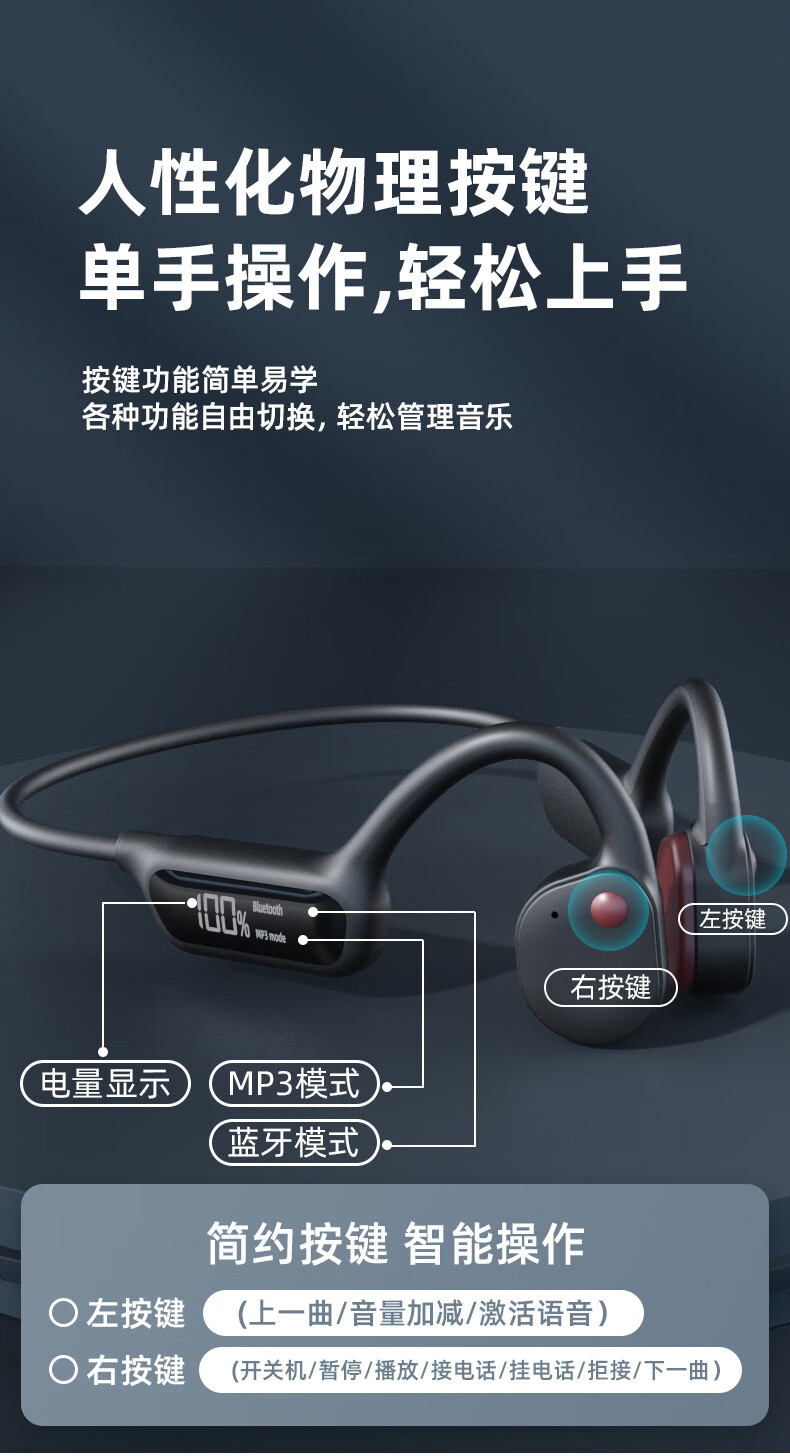 人性化物理按键
单手操作,轻松上手
按键功能简单易学
各种功能自由切换, 轻松管理音乐
100% Bluetooth
MP3 mode
左按键
右按键
电量显示
MP3模式
蓝牙模式
简约按键 智能操作
左按键 (上一曲/音量加减/激活语音)
右按键 (开关机/暂停/播放/接电话/挂电话/拒接/下一曲)